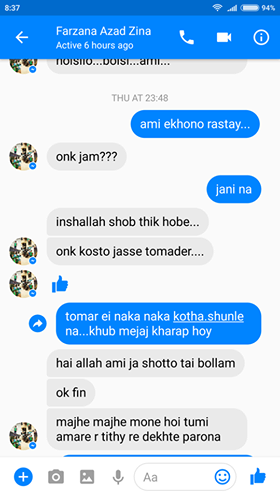 8:37
94%
Farzana Azad Zina
Active 6 hours ago
hoisilo...boisi...ami...
THU AT 23:48
ami ekhono rastay...
onk jam???
jani na
inshallah shob thik hobe...
onk kosto jasse tomader....
tomar ei naka naka kotha.shunle
na...khub mejaj kharap hoy
hai allah ami ja shotto tai bollam
ok fin
majhe majhe mone hoi tumi
amare r tithy re dekhte parona
Aa